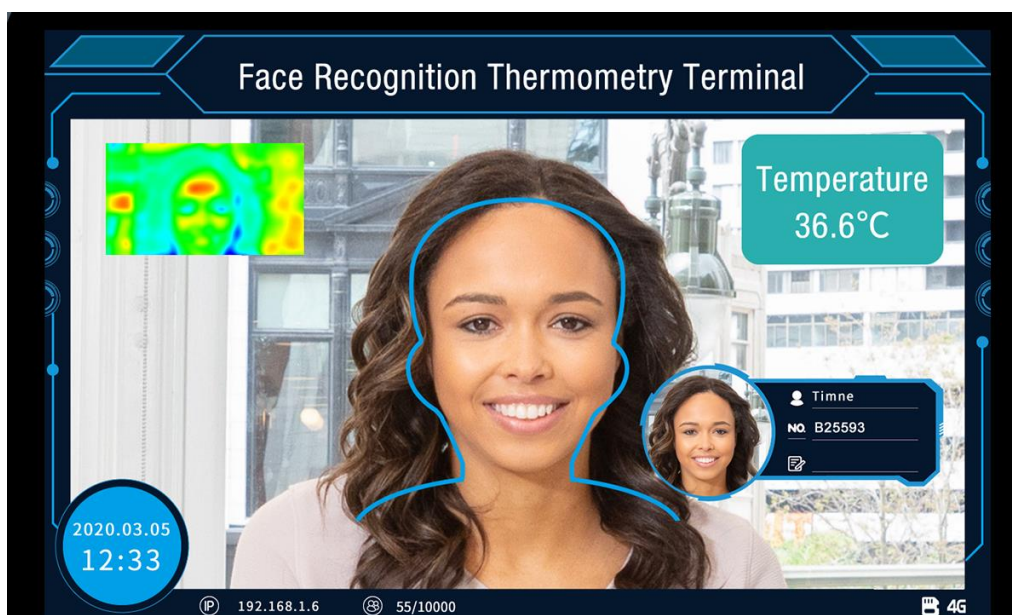 Face Recognition Thermometry Terminal
Temperature
36.6°C
Timne
NO. B25593
2020.03.05
12:33
IP 192.168.1.6
55/10000
4G